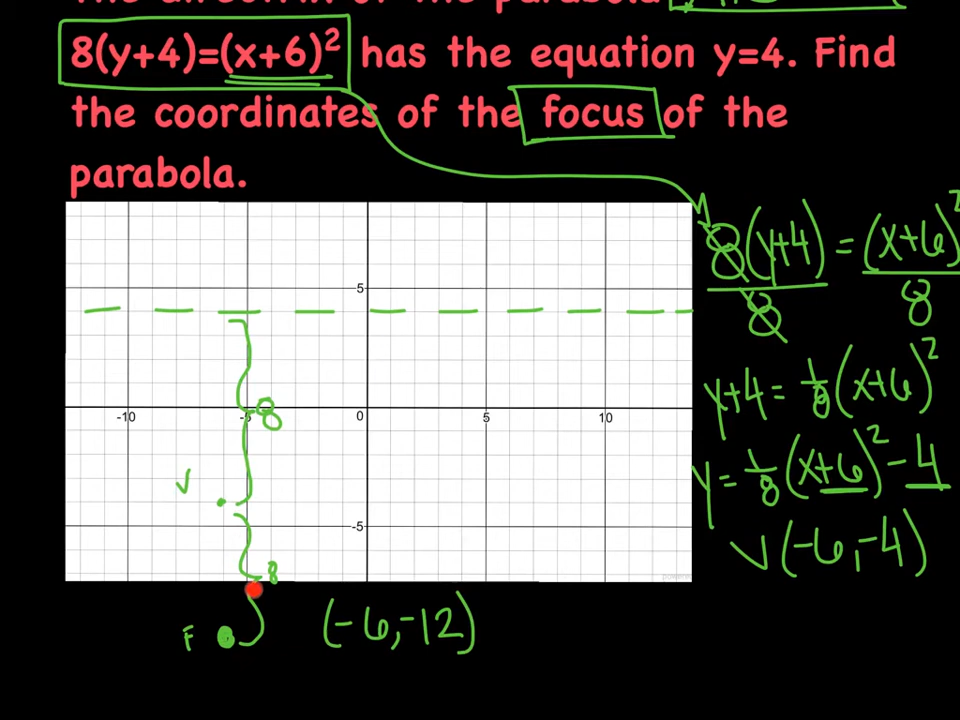 8(y+4)=(x+6)² has the equation y=4. Find
the coordinates of the focus of the
parabola.
8(y+4) = (x+6)²
8 8
y+4 = 1/8 (x+6)²
y = 1/8 (x+6)² - 4
V (-6, -4)
5
-10 -5 0 5 10
8
V
-5
8
F (-6, -12)